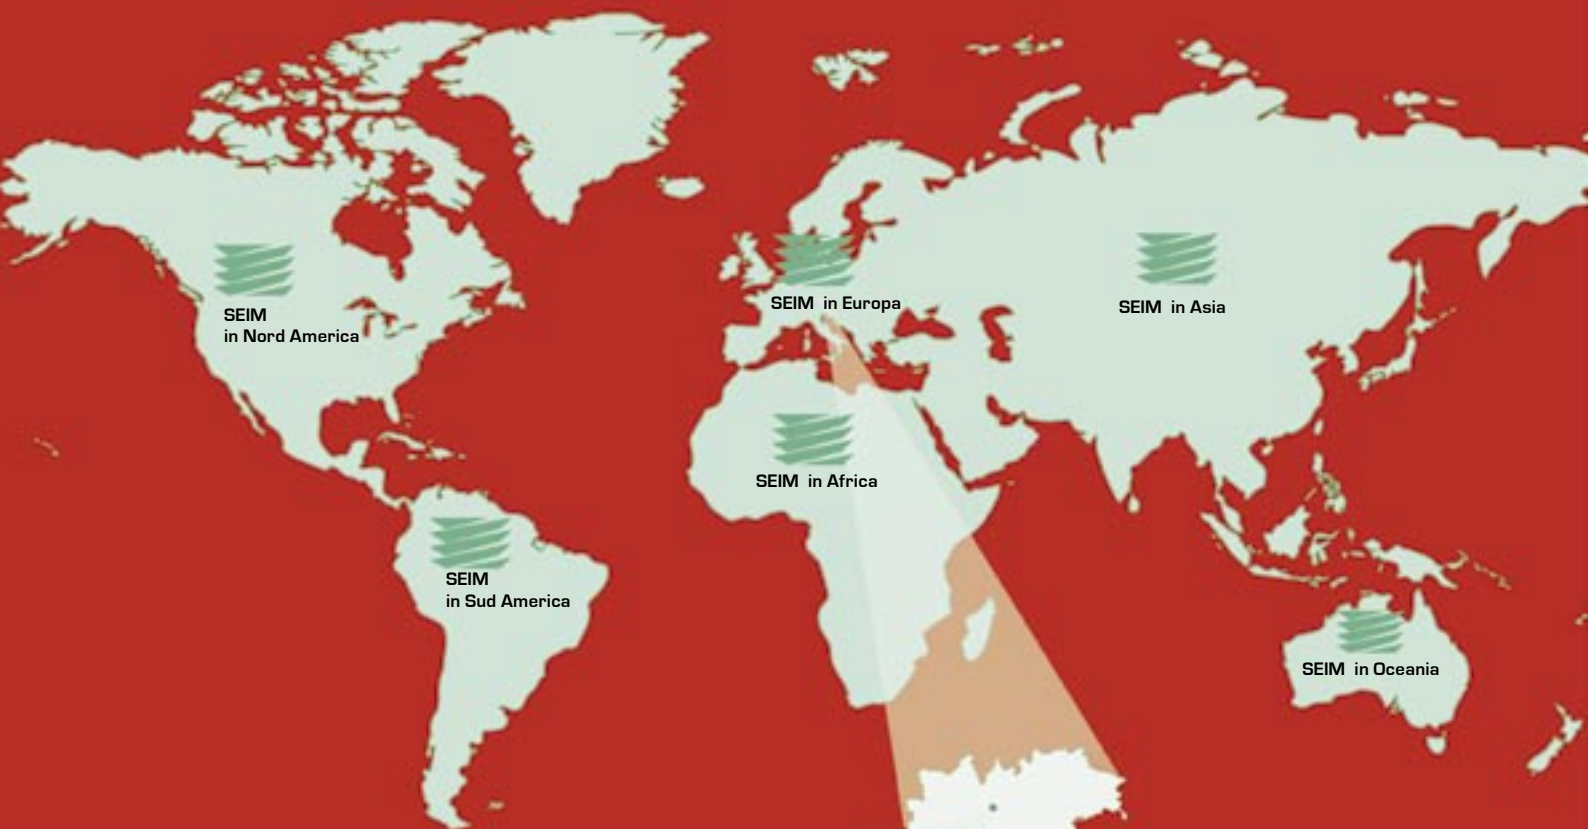 SEIM in Europa
SEIM in Asia
SEIM
in Nord America
SEIM in Africa
SEIM
in Sud America
SEIM in Oceania